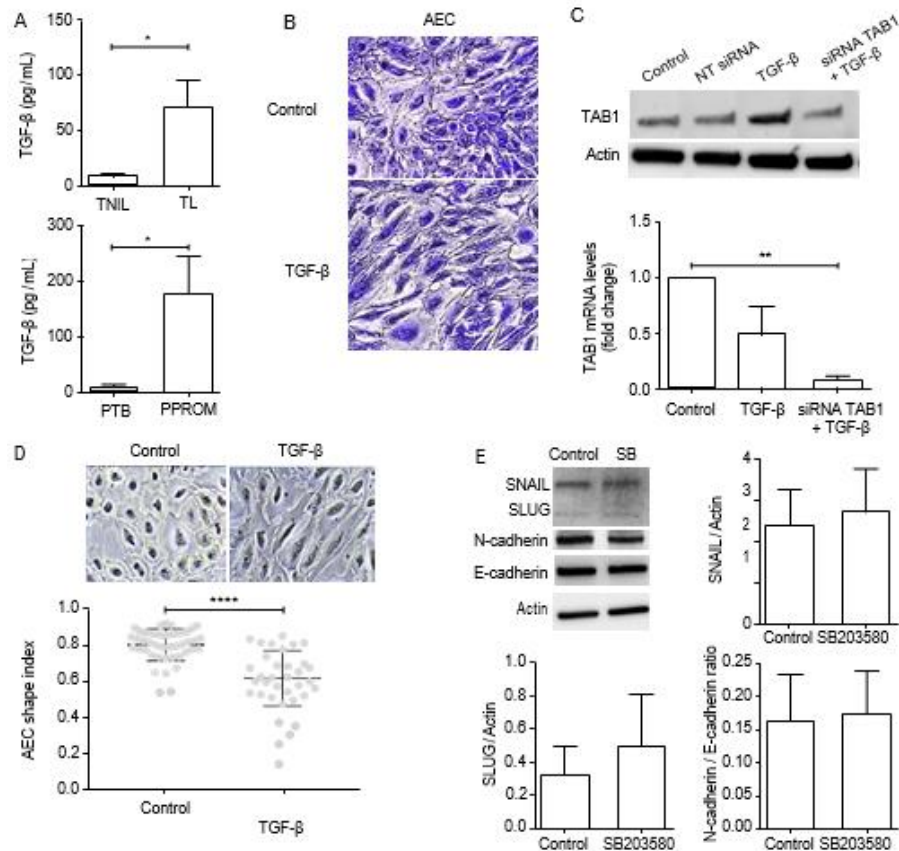 A
TGF-β (pg/mL)
150
100
50
0
*
TNIL TL
TGF-β (pg/mL)
300
200
100
0
*
PTB PPROM
B
AEC
Control
TGF-β
C
Control NT siRNA TGF-β siRNA TAB1 + TGF-β
TAB1
Actin
TAB1 mRNA levels
(fold change)
1.0
0.5
0.0
**
Control TGF-β siRNA TAB1
+ TGF-β
D
Control TGF-β
AEC shape index
1.0
0.8
0.6
0.4
0.2
0.0
****
Control
TGF-β
E
Control SB
SNAIL
SLUG
N-cadherin
E-cadherin
Actin
SNAIL/Actin
4
3
2
2
1
0
Control SB203580
SLUG/Actin
1.0
0.8
0.6
0.4
0.2
0.0
Control SB203580
N-cadherin / E-cadherin ratio
0.25
0.20
0.15
0.10
0.05
0.00
Control SB203580